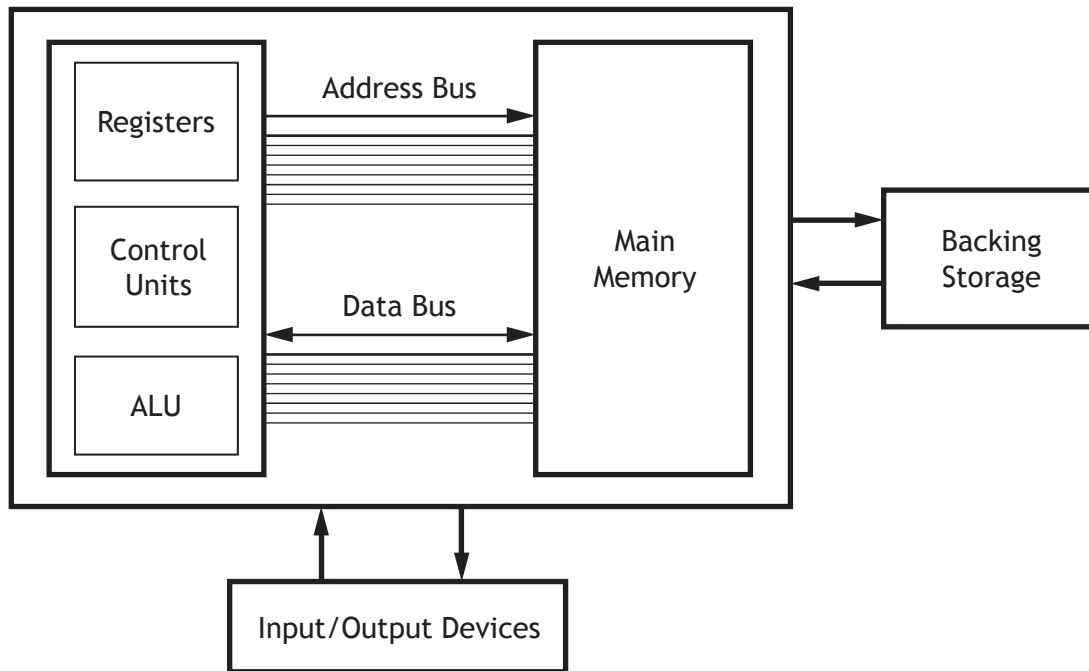 Registers
Control
Units
ALU
Address Bus
Data Bus
Main
Memory
Backing
Storage
Input/Output Devices